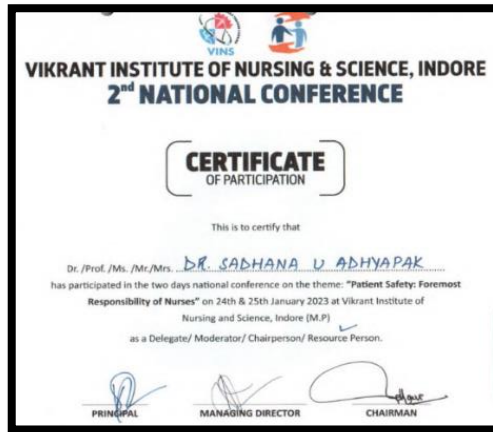 VINS
VIKRANT INSTITUTE OF NURSING & SCIENCE, INDORE
2nd NATIONAL CONFERENCE
CERTIFICATE
OF PARTICIPATION
This is to certify that
Dr. /Prof. /Ms. /Mr./Mrs. DR. SADHANA U ADHYAPAK
has participated in the two days national conference on the theme: "Patient Safety: Foremost
Responsibility of Nurses" on 24th & 25th January 2023 at Vikrant Institute of
Nursing and Science, Indore (M.P)
as a Delegate/ Moderator/ Chairperson/ Resource Person.
PRINCIPAL MANAGING DIRECTOR CHAIRMAN